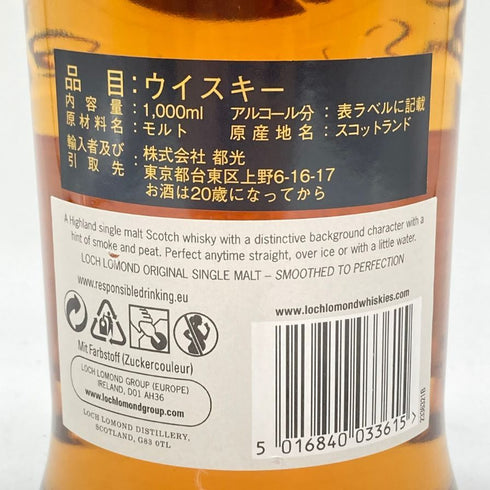 品目:ウイスキー
内容量:1,000ml アルコール分:表ラベルに記載
原材料名:モルト 原産地名:スコットランド
輸入者及び
引取先:株式会社 都光
東京都台東区上野6-16-17
お酒は20歳になってから
A Highland single malt Scotch whisky with a distinctive background character with a
hint of smoke and peat. Perfect anytime straight, over ice or with a little water.
LOCH LOMOND ORIGINAL SINGLE MALT – SMOOTHED TO PERFECTION
www.responsibledrinking.eu
www.lochlomondwhiskies.com
Mit Farbstoff (Zuckercouleur)
LOCH LOMOND GROUP (EUROPE)
IRELAND, D01 AH36
www.lochlomondgroup.com
LOCH LOMOND DISTILLERY,
SCOTLAND, G83 0TL
5 016840 033615 >